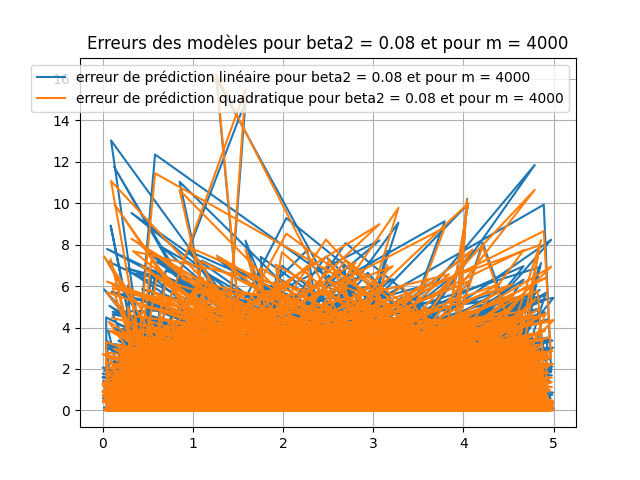 Erreurs des modèles pour beta2 = 0.08 et pour m = 4000
erreur de prédiction linéaire pour beta2 = 0.08 et pour m = 4000
erreur de prédiction quadratique pour beta2 = 0.08 et pour m = 4000
16
14
12
10
8
6
4
2
0
0 1 2 3 4 5